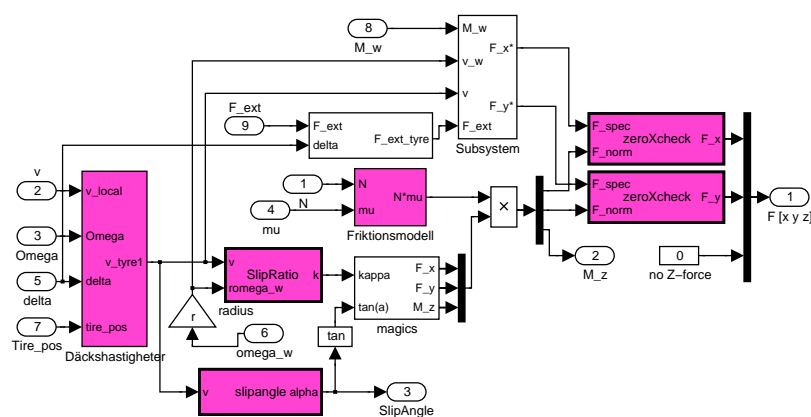 8
M_w
M_w
v_w
v
F_ext
F_x*
F_y*
Subsystem
F_ext
9
F_ext
delta
F_ext_tyre
v
2
3
Omega
5
delta
7
Tire_pos
v_local
Omega
delta
tire_pos
v_tyre1
Däckshastigheter
1
N
4
mu
N
mu
N*mu
Friktionsmodell
×
F_spec
F_norm
zeroXcheck
F_x
F_spec
F_norm
zeroXcheck
F_y
1
F [x y z]
0
no Z-force
2
M_z
v
romega_w
SlipRatio
k
radius
r
6
omega_w
kappa
tan(a)
F_x
F_y
M_z
magics
tan
v
slipangle
alpha
3
SlipAngle